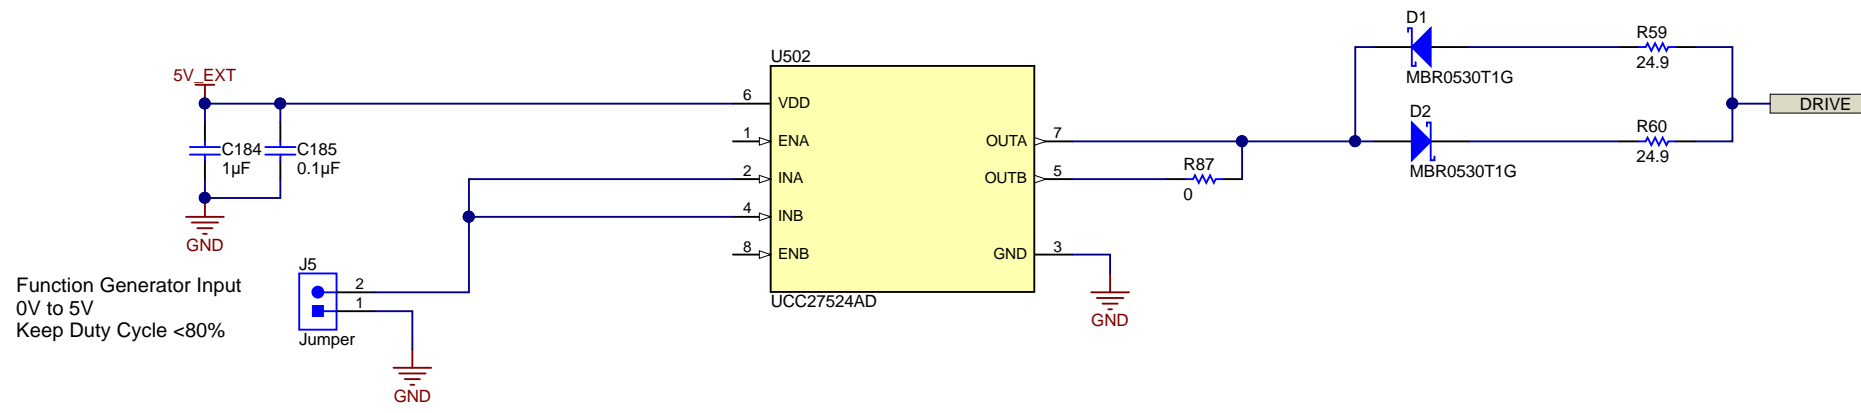 D1
MBR0530T1G
R59
24.9
DRIVE
D2
MBR0530T1G
R60
24.9
U502
5V_EXT
6 VDD
1 ENA
OUTA 7
C184
1µF
C185
0.1µF
2 INA
OUTB 5
R87
0
4 INB
GND
8 ENB
GND 3
UCC27524AD
GND
Function Generator Input
0V to 5V
Keep Duty Cycle <80%
J5
2
1
Jumper
GND